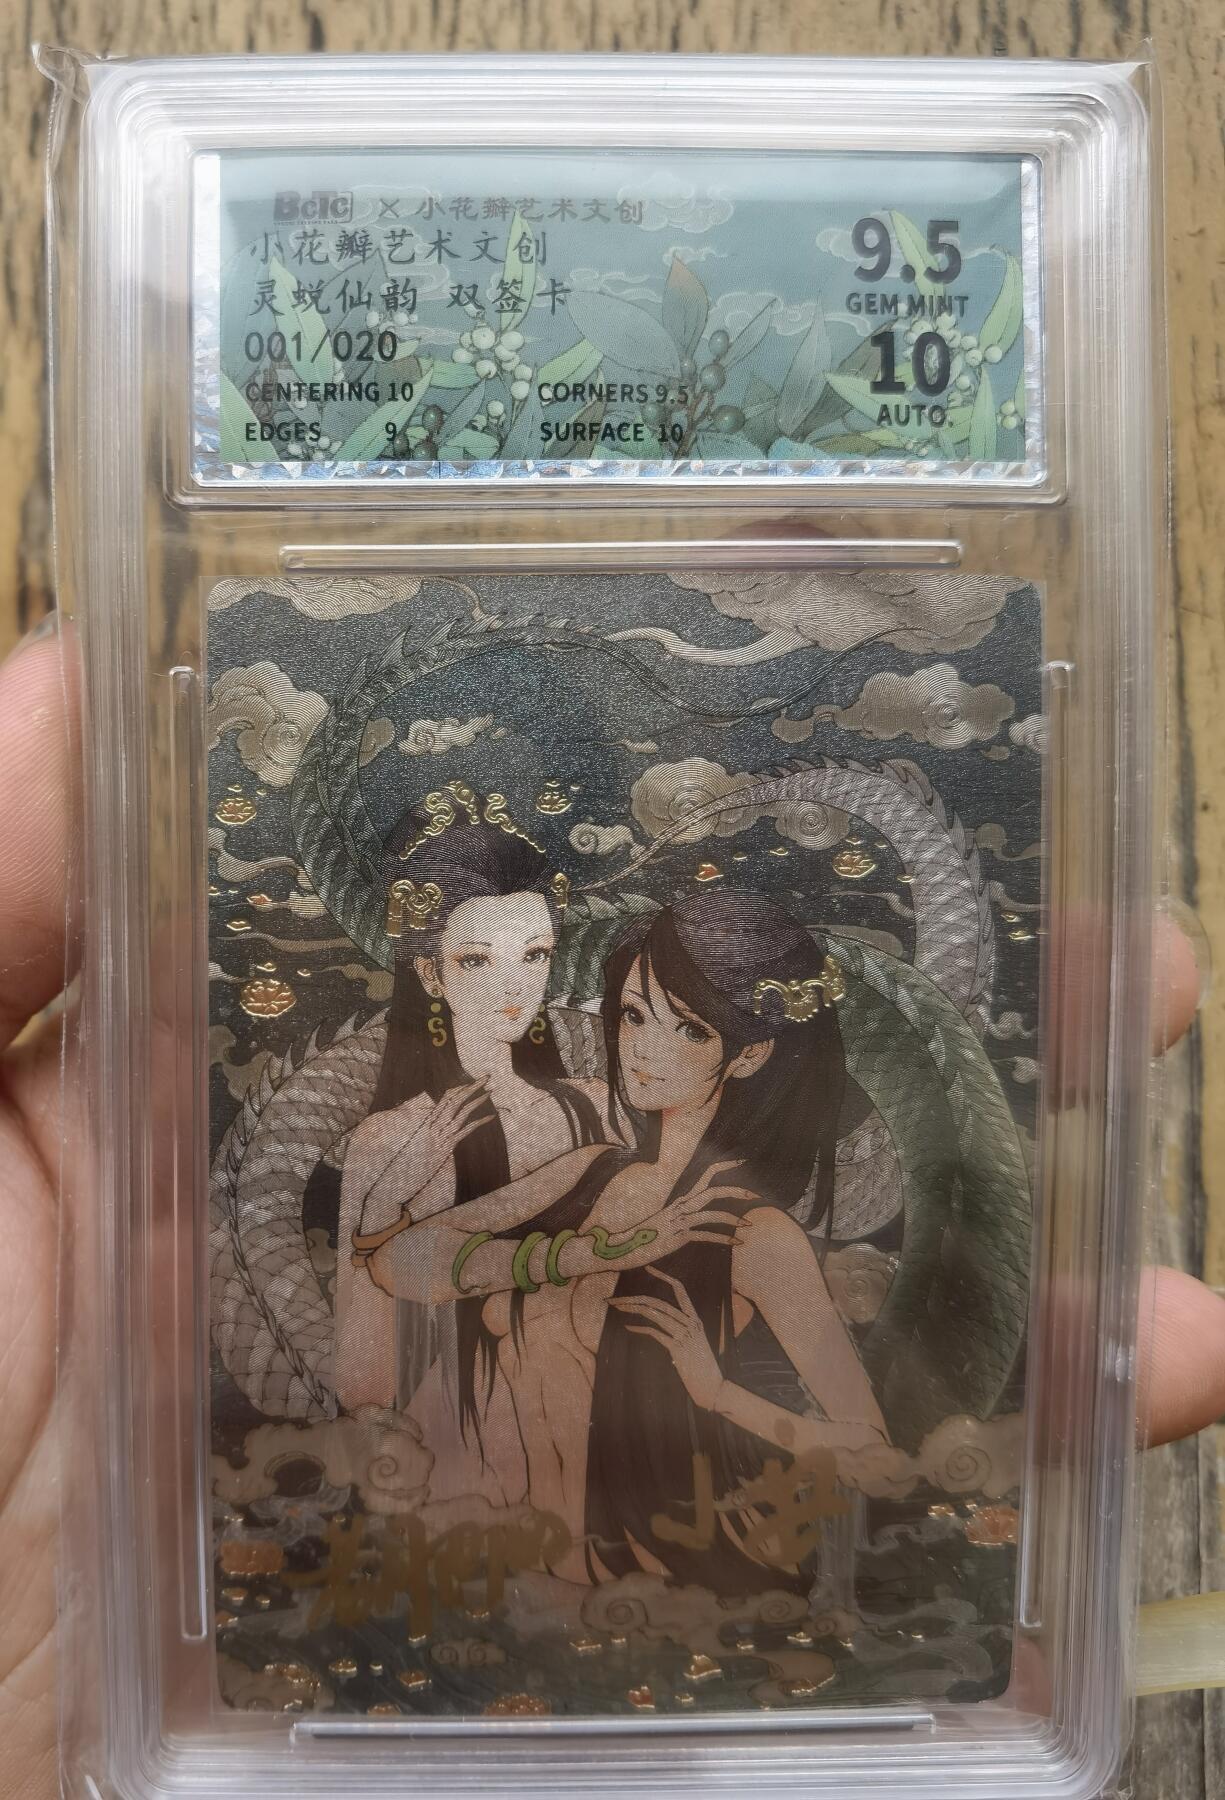 BCTC × 小花瓣艺术文创
小花瓣艺术文创
灵蜕仙韵 双签卡
001/020
CENTERING 10 CORNERS 9.5
EDGES 9 SURFACE 10
9.5
GEM MINT
10
AUTO.